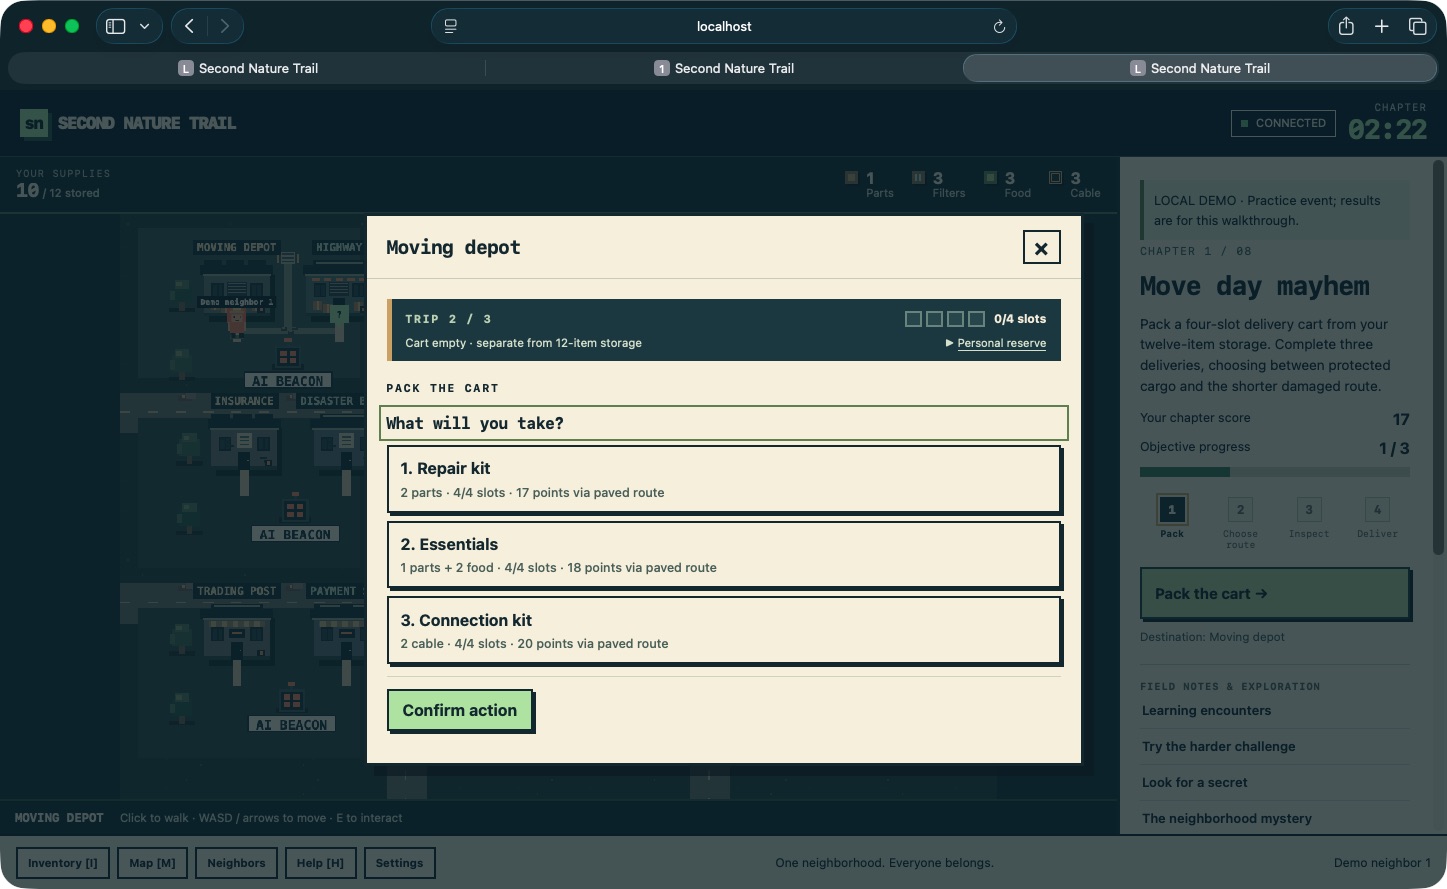 localhost
L Second Nature Trail
1 Second Nature Trail
L Second Nature Trail
sn SECOND NATURE TRAIL
CONNECTED
CHAPTER
02:22
YOUR SUPPLIES
10 / 12 stored
1 Parts
3 Filters
3 Food
3 Cable
MOVING DEPOT
HIGHWAY
Demo neighbor 1
?
AI BEACON
INSURANCE
DISASTER
AI BEACON
TRADING POST
PAYMENT
AI BEACON
Moving depot
TRIP 2 / 3
0/4 slots
Cart empty · separate from 12-item storage
Personal reserve
PACK THE CART
What will you take?
1. Repair kit
2 parts · 4/4 slots · 17 points via paved route
2. Essentials
1 parts + 2 food · 4/4 slots · 18 points via paved route
3. Connection kit
2 cable · 4/4 slots · 20 points via paved route
Confirm action
LOCAL DEMO · Practice event; results
are for this walkthrough.
CHAPTER 1 / 08
Move day mayhem
Pack a four-slot delivery cart from your
twelve-item storage. Complete three
deliveries, choosing between protected
cargo and the shorter damaged route.
Your chapter score 17
Objective progress 1 / 3
1 Pack
2 Choose route
3 Inspect
4 Deliver
Pack the cart →
Destination: Moving depot
FIELD NOTES & EXPLORATION
Learning encounters
Try the harder challenge
Look for a secret
The neighborhood mystery
MOVING DEPOT Click to walk · WASD / arrows to move · E to interact
Inventory [I]
Map [M]
Neighbors
Help [H]
Settings
One neighborhood. Everyone belongs.
Demo neighbor 1